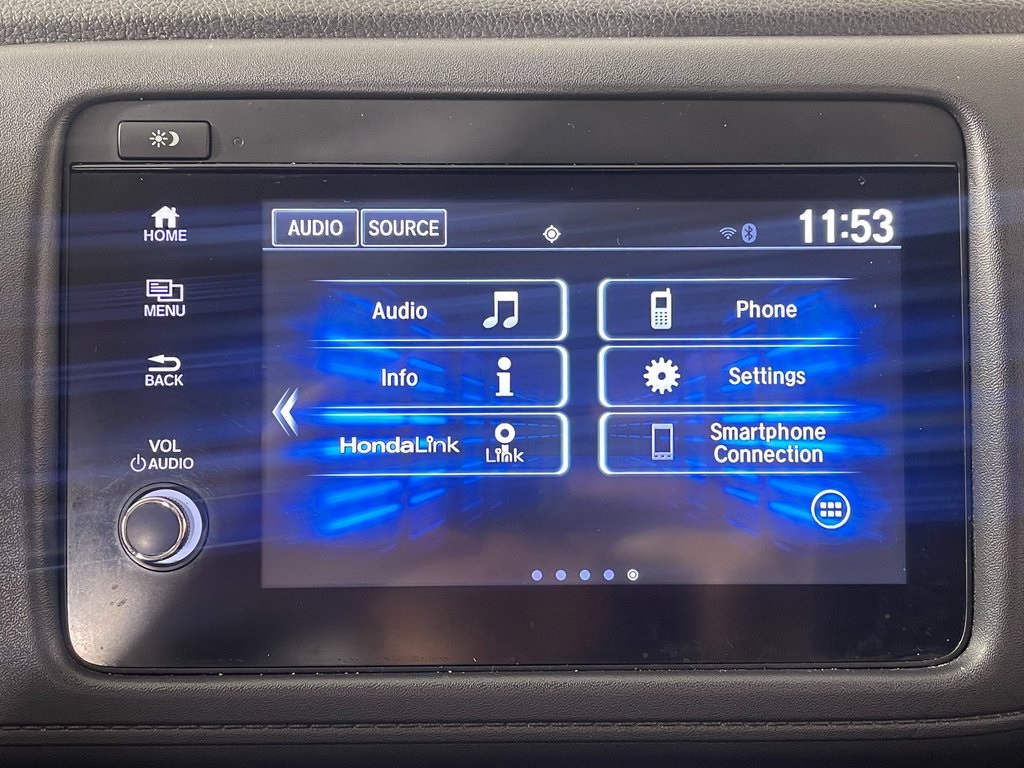 HOME
MENU
BACK
VOL
AUDIO
AUDIO SOURCE 11:53
Audio Phone
Info Settings
HondaLink Link Smartphone
Connection